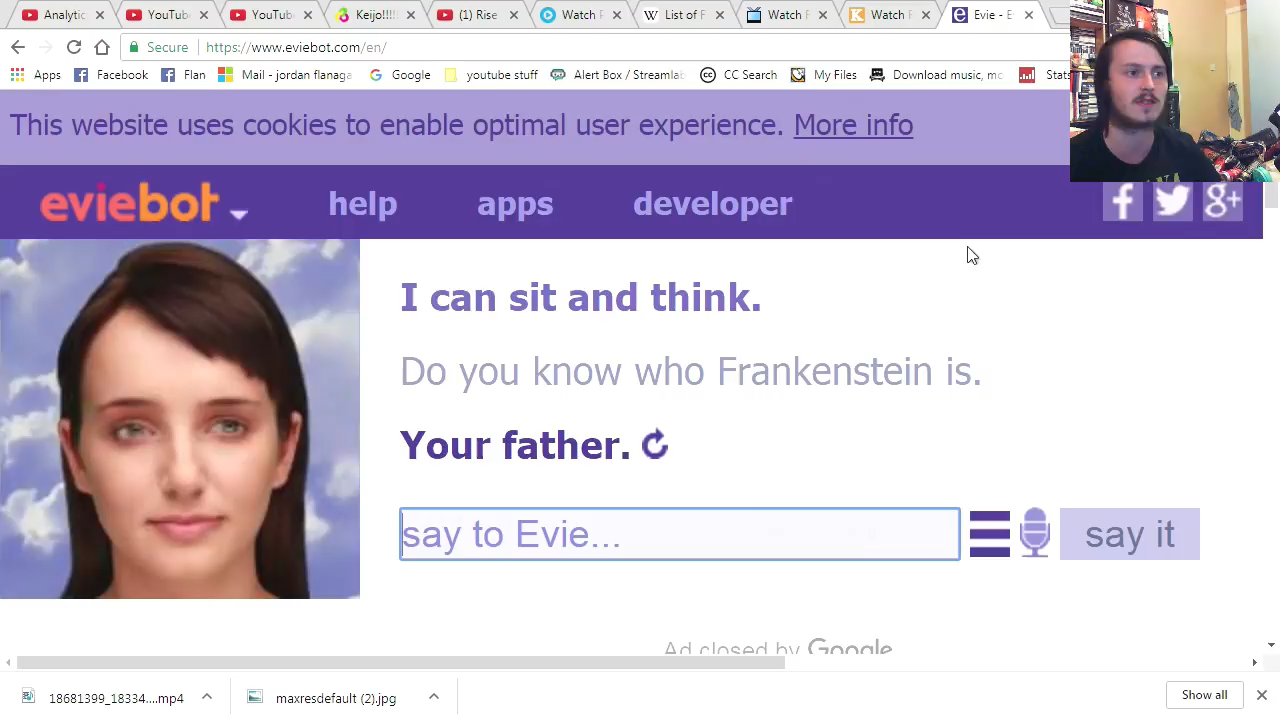 Analytic
YouTube
YouTube
Keijo!!!!
(1) Rise
Watch
List of
Watch
Watch
Evie - E
Secure https://www.eviebot.com/en/
Apps Facebook Flan Mail - jordan flanaga Google youtube stuff Alert Box / Streamlab CC Search My Files Download music, mo Stats
This website uses cookies to enable optimal user experience. More info
eviebot help apps developer
I can sit and think.
Do you know who Frankenstein is.
Your father.
say to Evie... say it
Ad closed by Google
18681399_18334....mp4 maxresdefault (2).jpg Show all